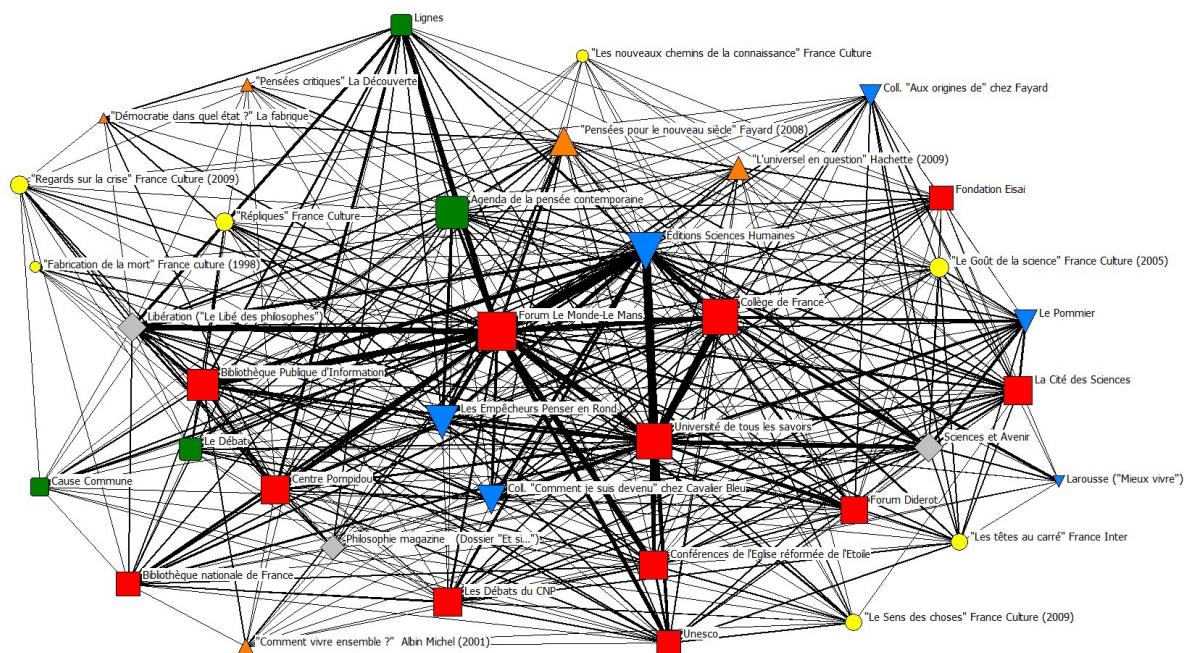 Lignes
"Les nouveaux chemins de la connaissance" France Culture
"Pensées critiques" La Découverte
Coll. "Aux origines de" chez Fayard
"Démocratie dans quel état ?" La fabrique
"Pensées pour le nouveau siècle" Fayard (2008)
"L'universel en question" Hachette (2009)
"Regards sur la crise" France Culture (2009)
Fondation Eisai
Agenda de la pensée contemporaine
"Répliques" France Culture
Editions Sciences Humaines
"Fabrication de la mort" France culture (1998)
"Le Goût de la science" France Culture (2005)
Collège de France
Libération ("Le Libé des philosophes")
Forum Le Monde-Le Mans
Le Pommier
Bibliothèque Publique d'Information
La Cité des Sciences
Les Empêcheurs Penser en Rond
Université de tous les savoirs
Le Débat
Sciences et Avenir
Centre Pompidou
Cause Commune
Larousse ("Mieux vivre")
Coll. "Comment je suis devenu" chez Cavalier Bleu
Forum Diderot
Philosophie magazine (Dossier "Et si...")
"Les têtes au carré" France Inter
Conférences de l'Eglise réformée de l'Etoile
Bibliothèque nationale de France
Les Débats du CNP
"Le Sens des choses" France Culture (2009)
Unesco
"Comment vivre ensemble ?" Albin Michel (2001)